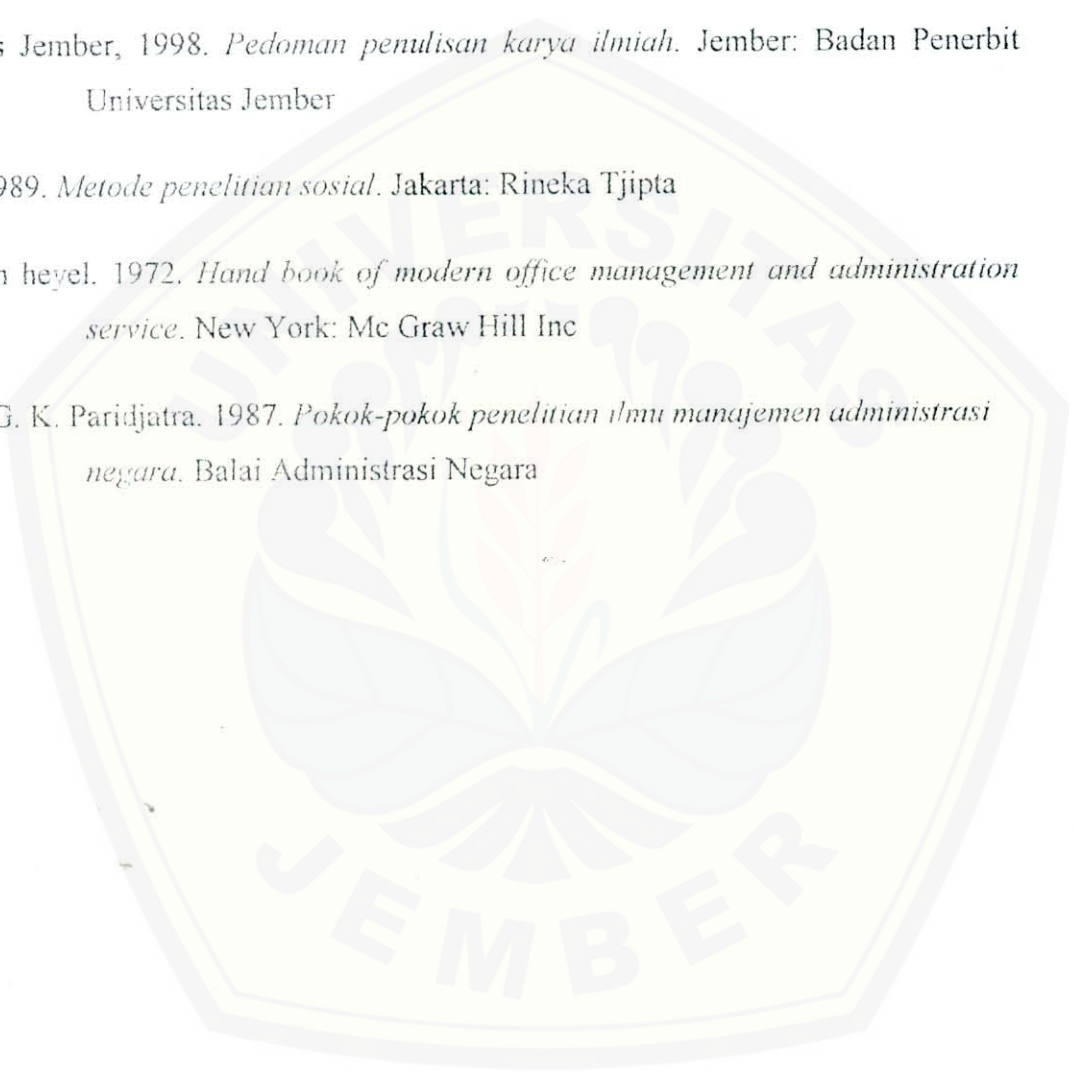 s Jember, 1998. Pedoman penulisan karya ilmiah. Jember: Badan Penerbit
Universitas Jember
989. Metode penelitian sosial. Jakarta: Rineka Tjipta
n heyel. 1972. Hand book of modern office management and administration
service. New York: Mc Graw Hill Inc
G. K. Paridjatra. 1987. Pokok-pokok penelitian ilmu manajemen administrasi
negara. Balai Administrasi Negara
UNIVERSITAS
JEMBER